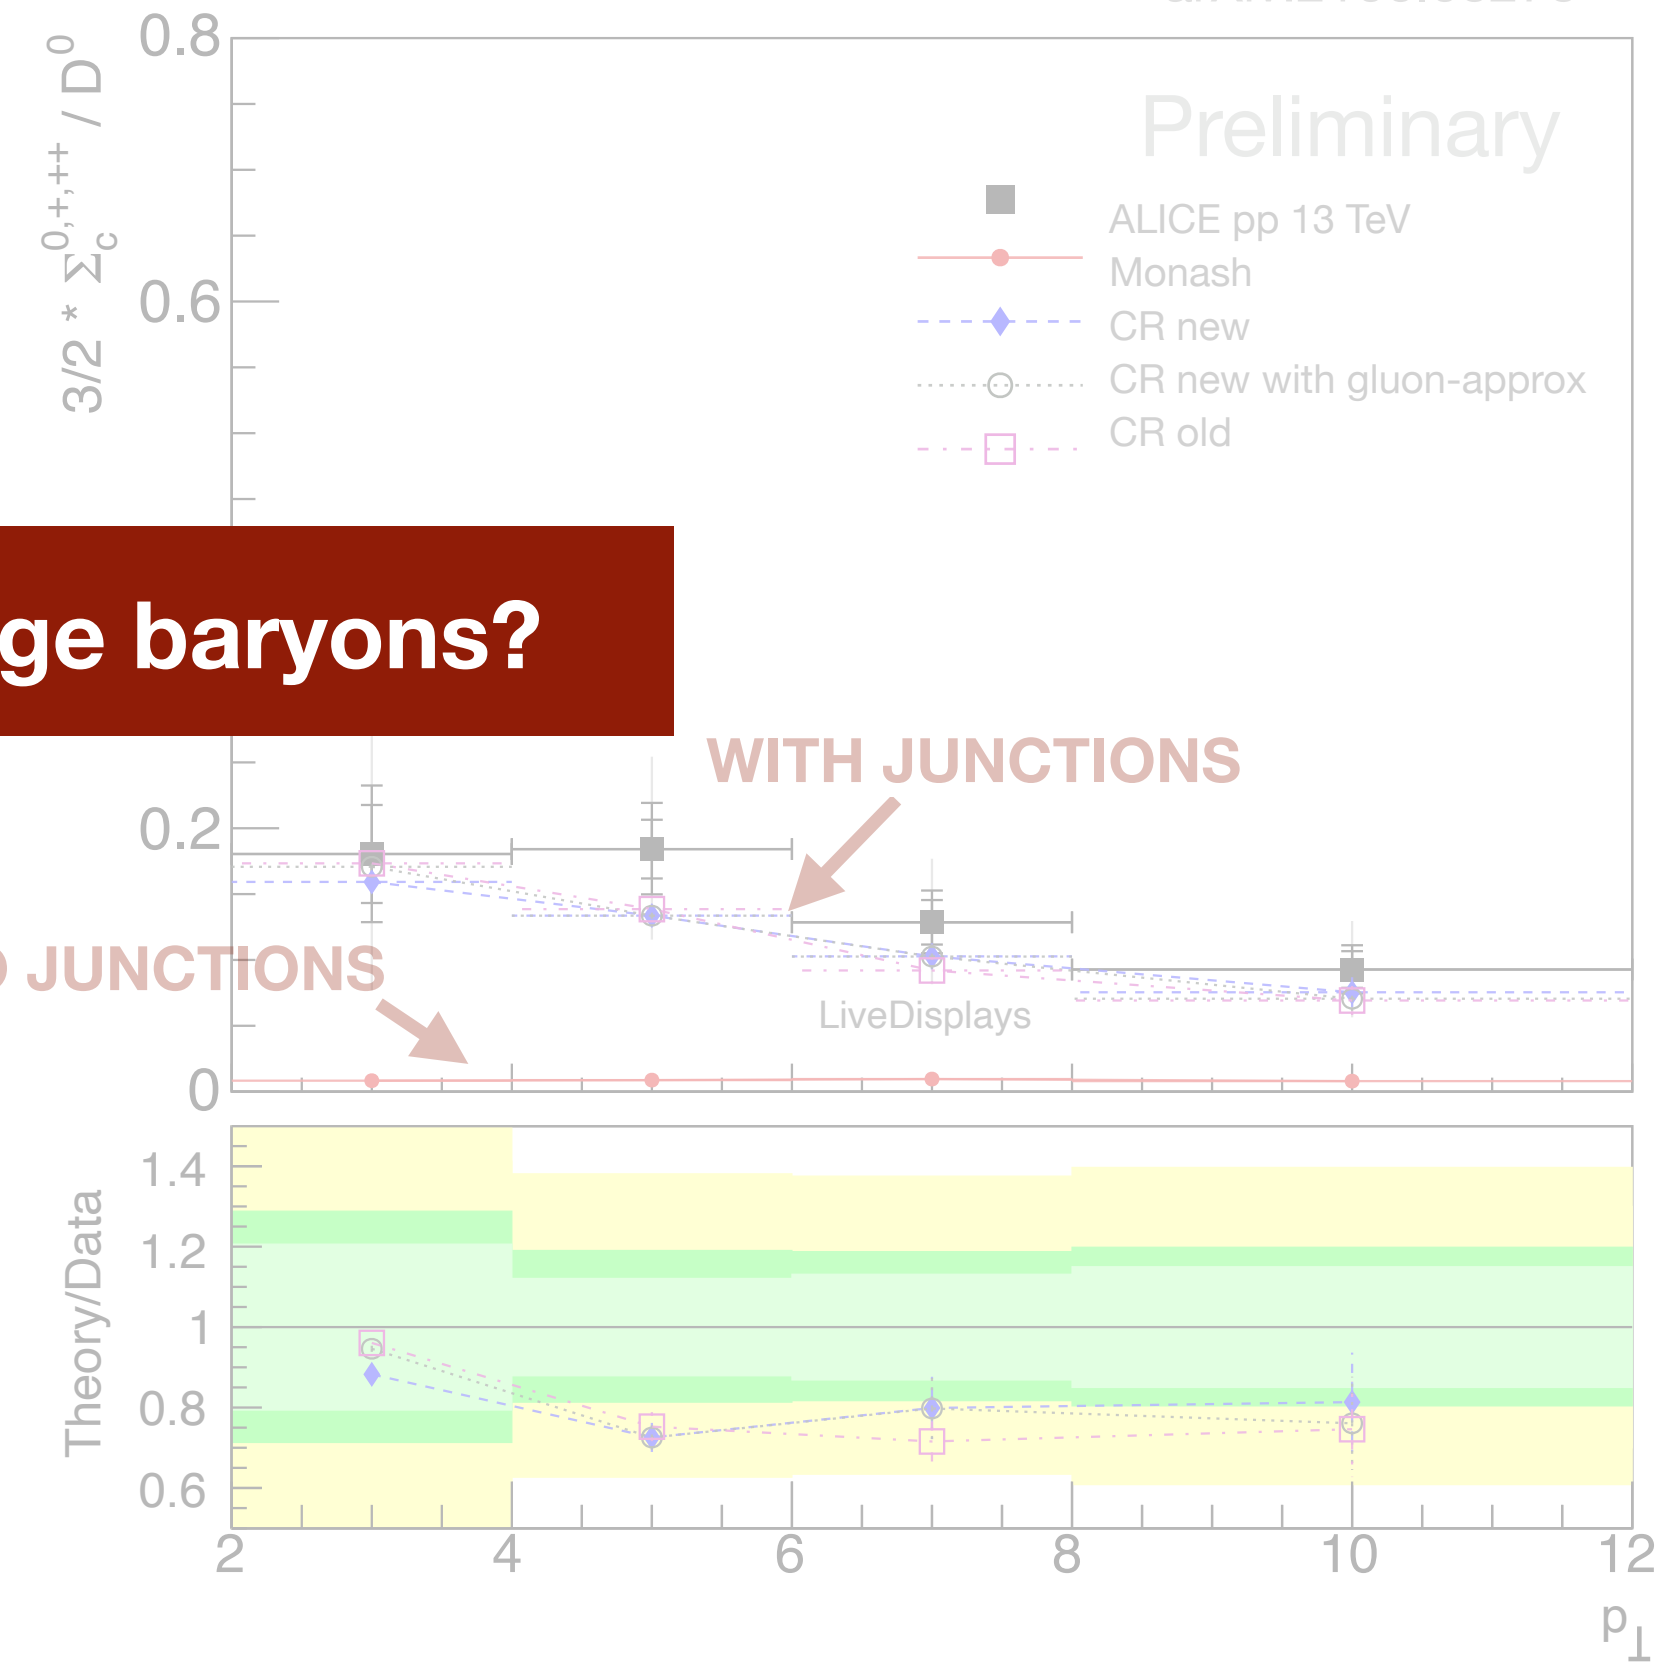 0.8
3/2 * Σc0,+,++ / D0
Preliminary
ALICE pp 13 TeV
Monash
0.6
CR new
CR new with gluon-approx
CR old
ge baryons?
WITH JUNCTIONS
0.2
JUNCTIONS
LiveDisplays
0
1.4
1.2
1
0.8
0.6
Theory/Data
2 4 6 8 10 12
p⊥